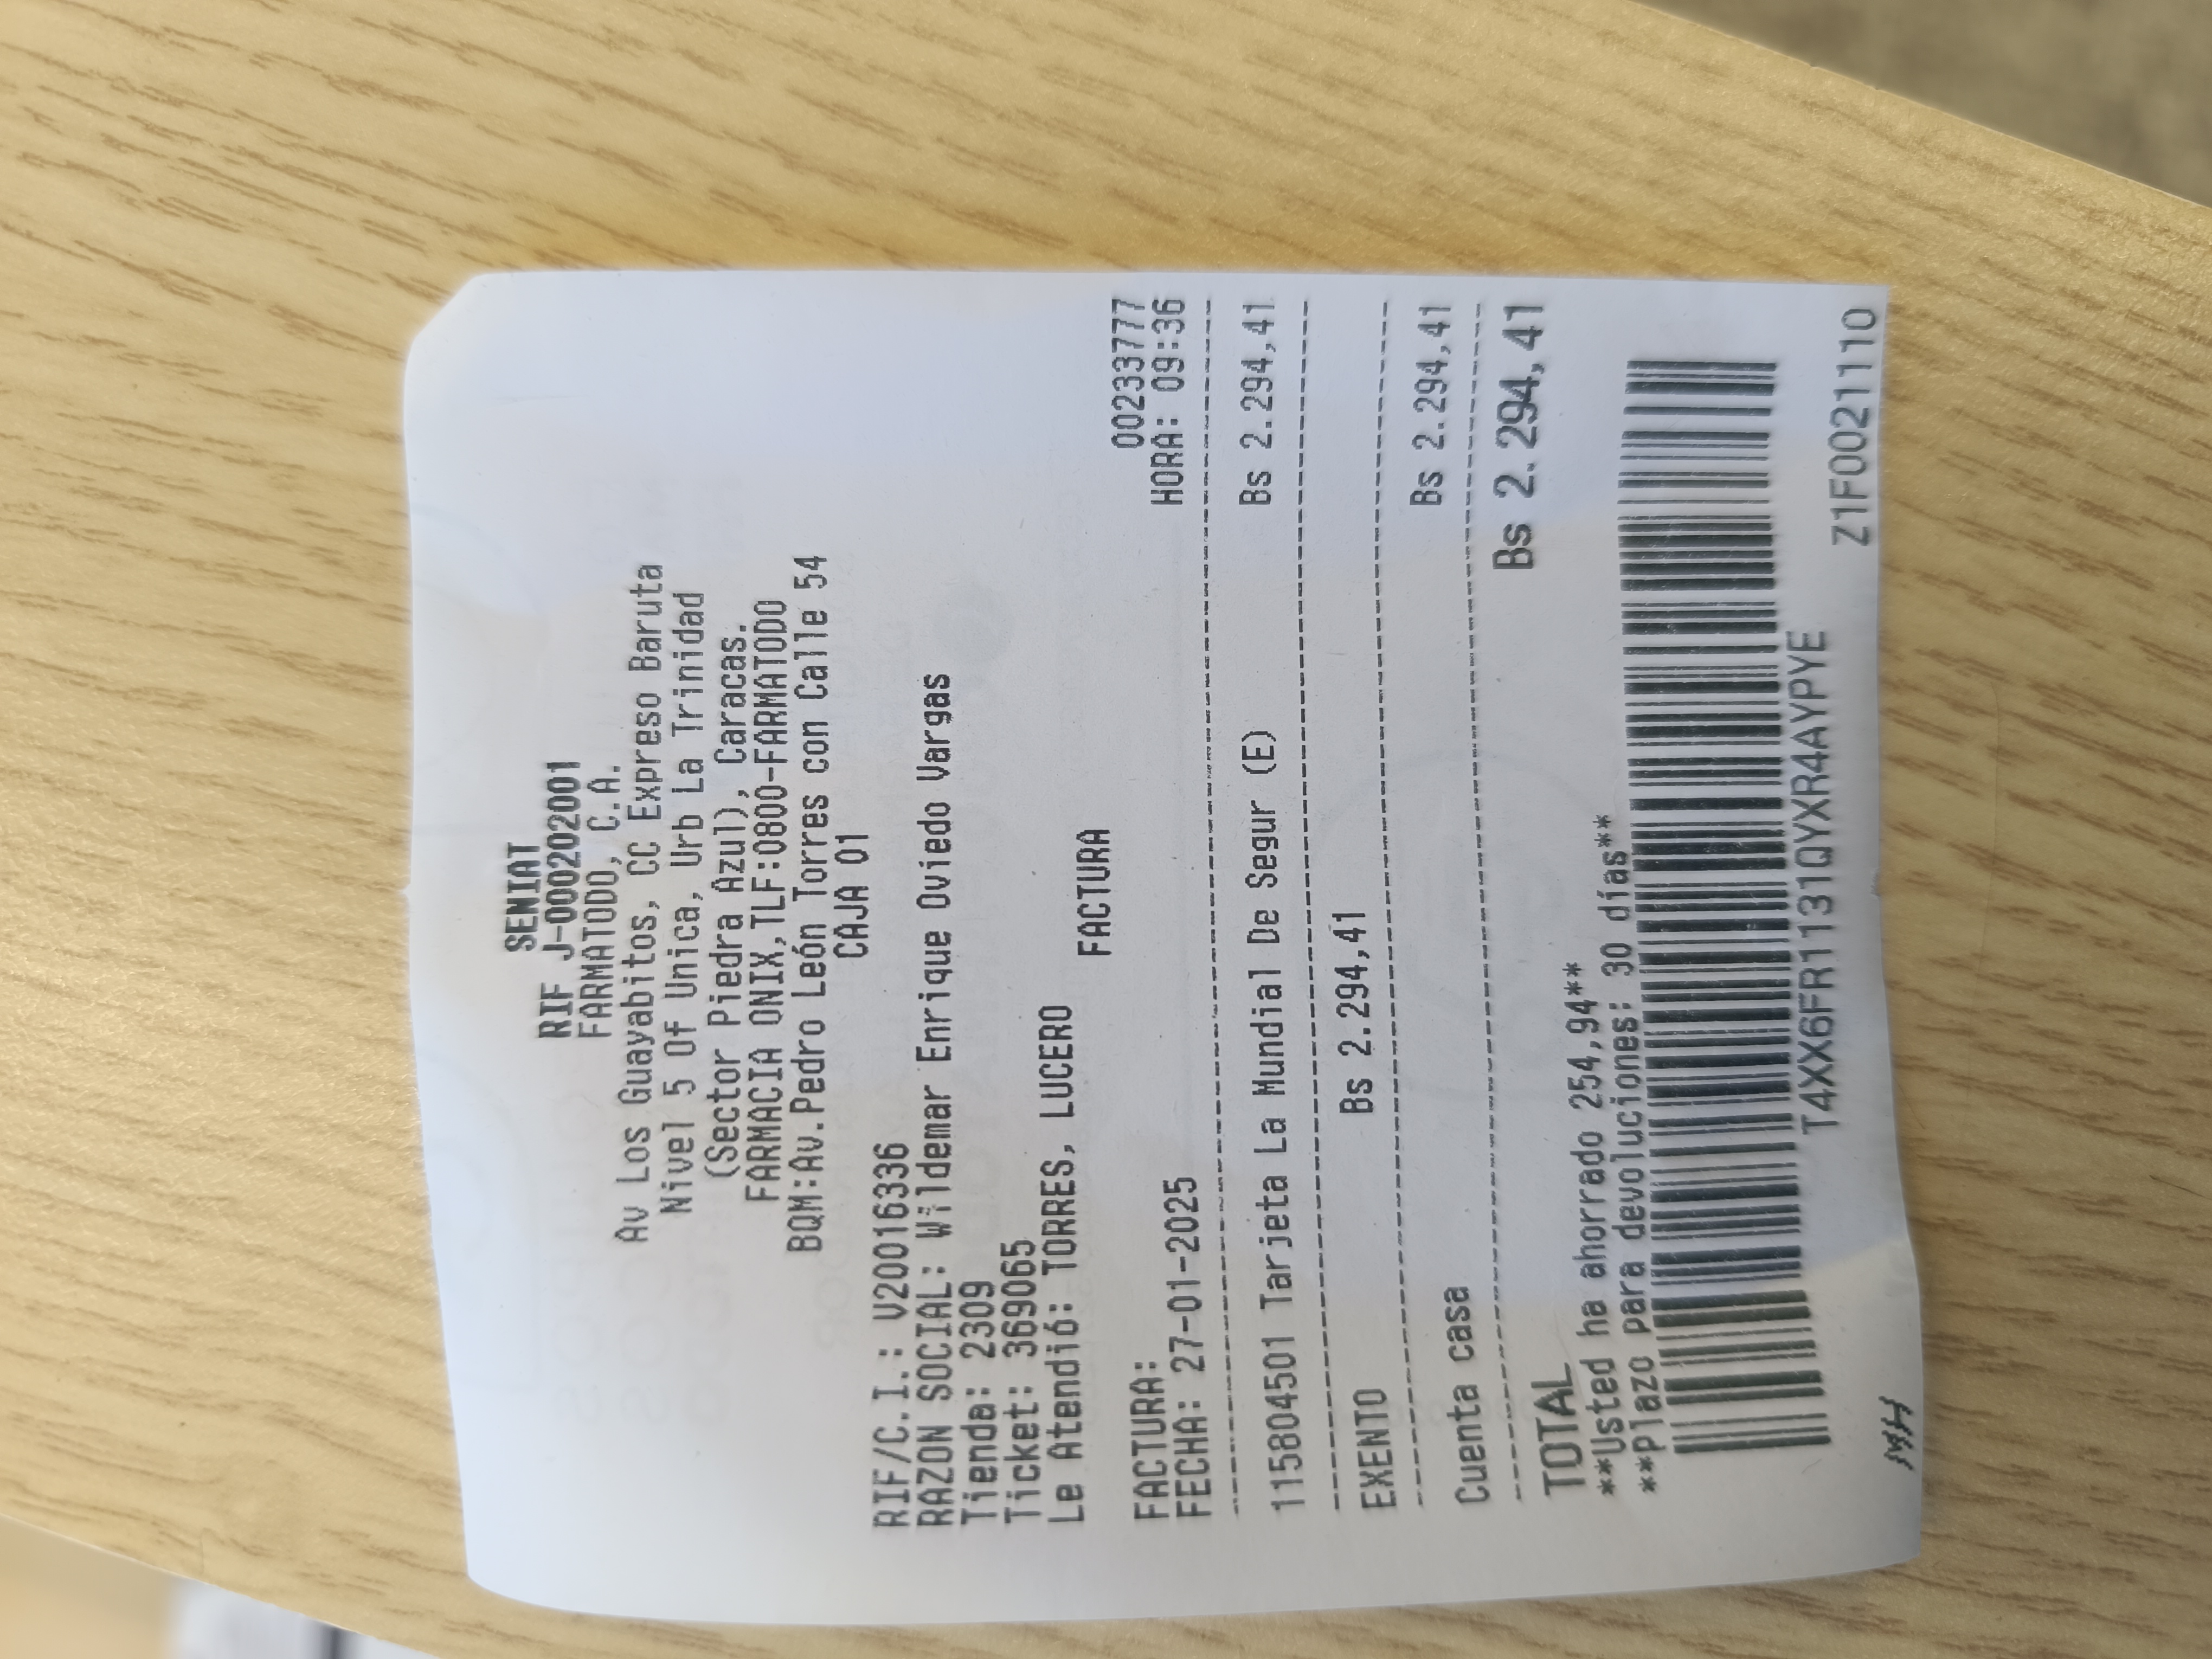 SENIAT
RIF J-000202001
FARMATODO, C.A.
Av Los Guayabitos, CC Expreso Baruta
Nivel 5 Of Unica, Urb La Trinidad
(Sector Piedra Azul), Caracas.
FARMACIA ONIX,TLF:0800-FARMATODO
BQM:Av.Pedro León Torres con Calle 54
CAJA 01
RIF/C.I.: V20016336
RAZON SOCIAL: Wildemar Enrique Oviedo Vargas
Tienda: 2309
Ticket: 369065
Le Atendió: TORRES, LUCERO
FACTURA
FACTURA: 00233777
FECHA: 27-01-2025 HORA: 09:36
115804501 Tarjeta La Mundial De Segur (E) Bs 2.294,41
EXENTO Bs 2.294,41
Cuenta casa Bs 2.294,41
TOTAL Bs 2.294,41
**Usted ha ahorrado 254,94**
**Plazo para devoluciones: 30 días**
T4XX6FR1131QYXR4AYPYE
MH Z1F0021110